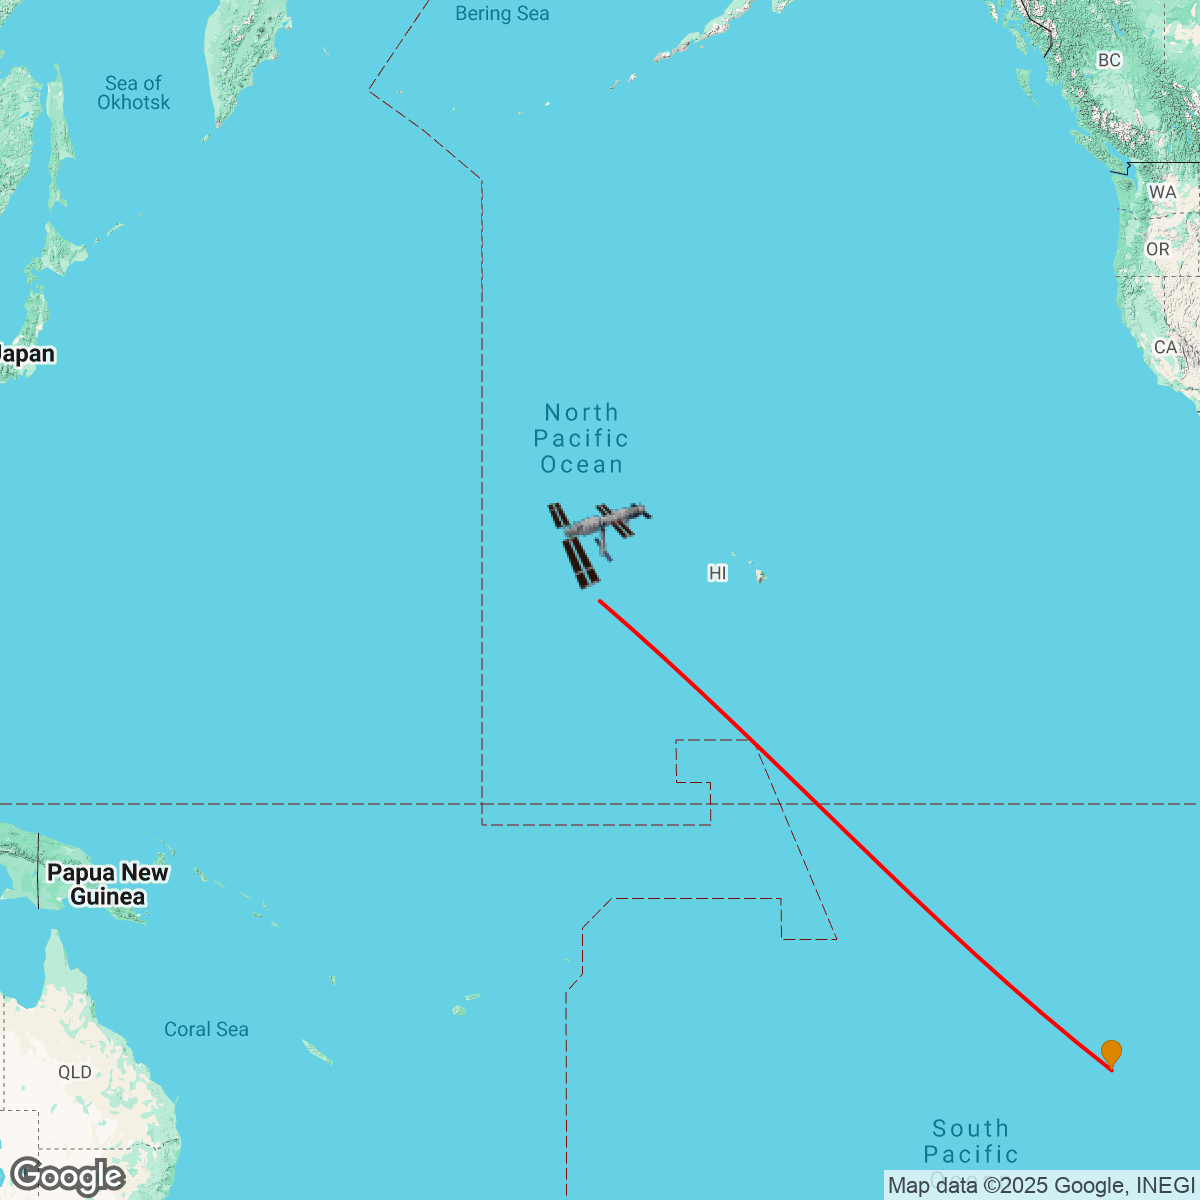 Bering Sea
Sea of
Okhotsk
BC
WA
OR
CA
Japan
North
Pacific
Ocean
HI
Papua New
Guinea
Coral Sea
QLD
South
Pacific
Google
Map data ©2025 Google, INEGI